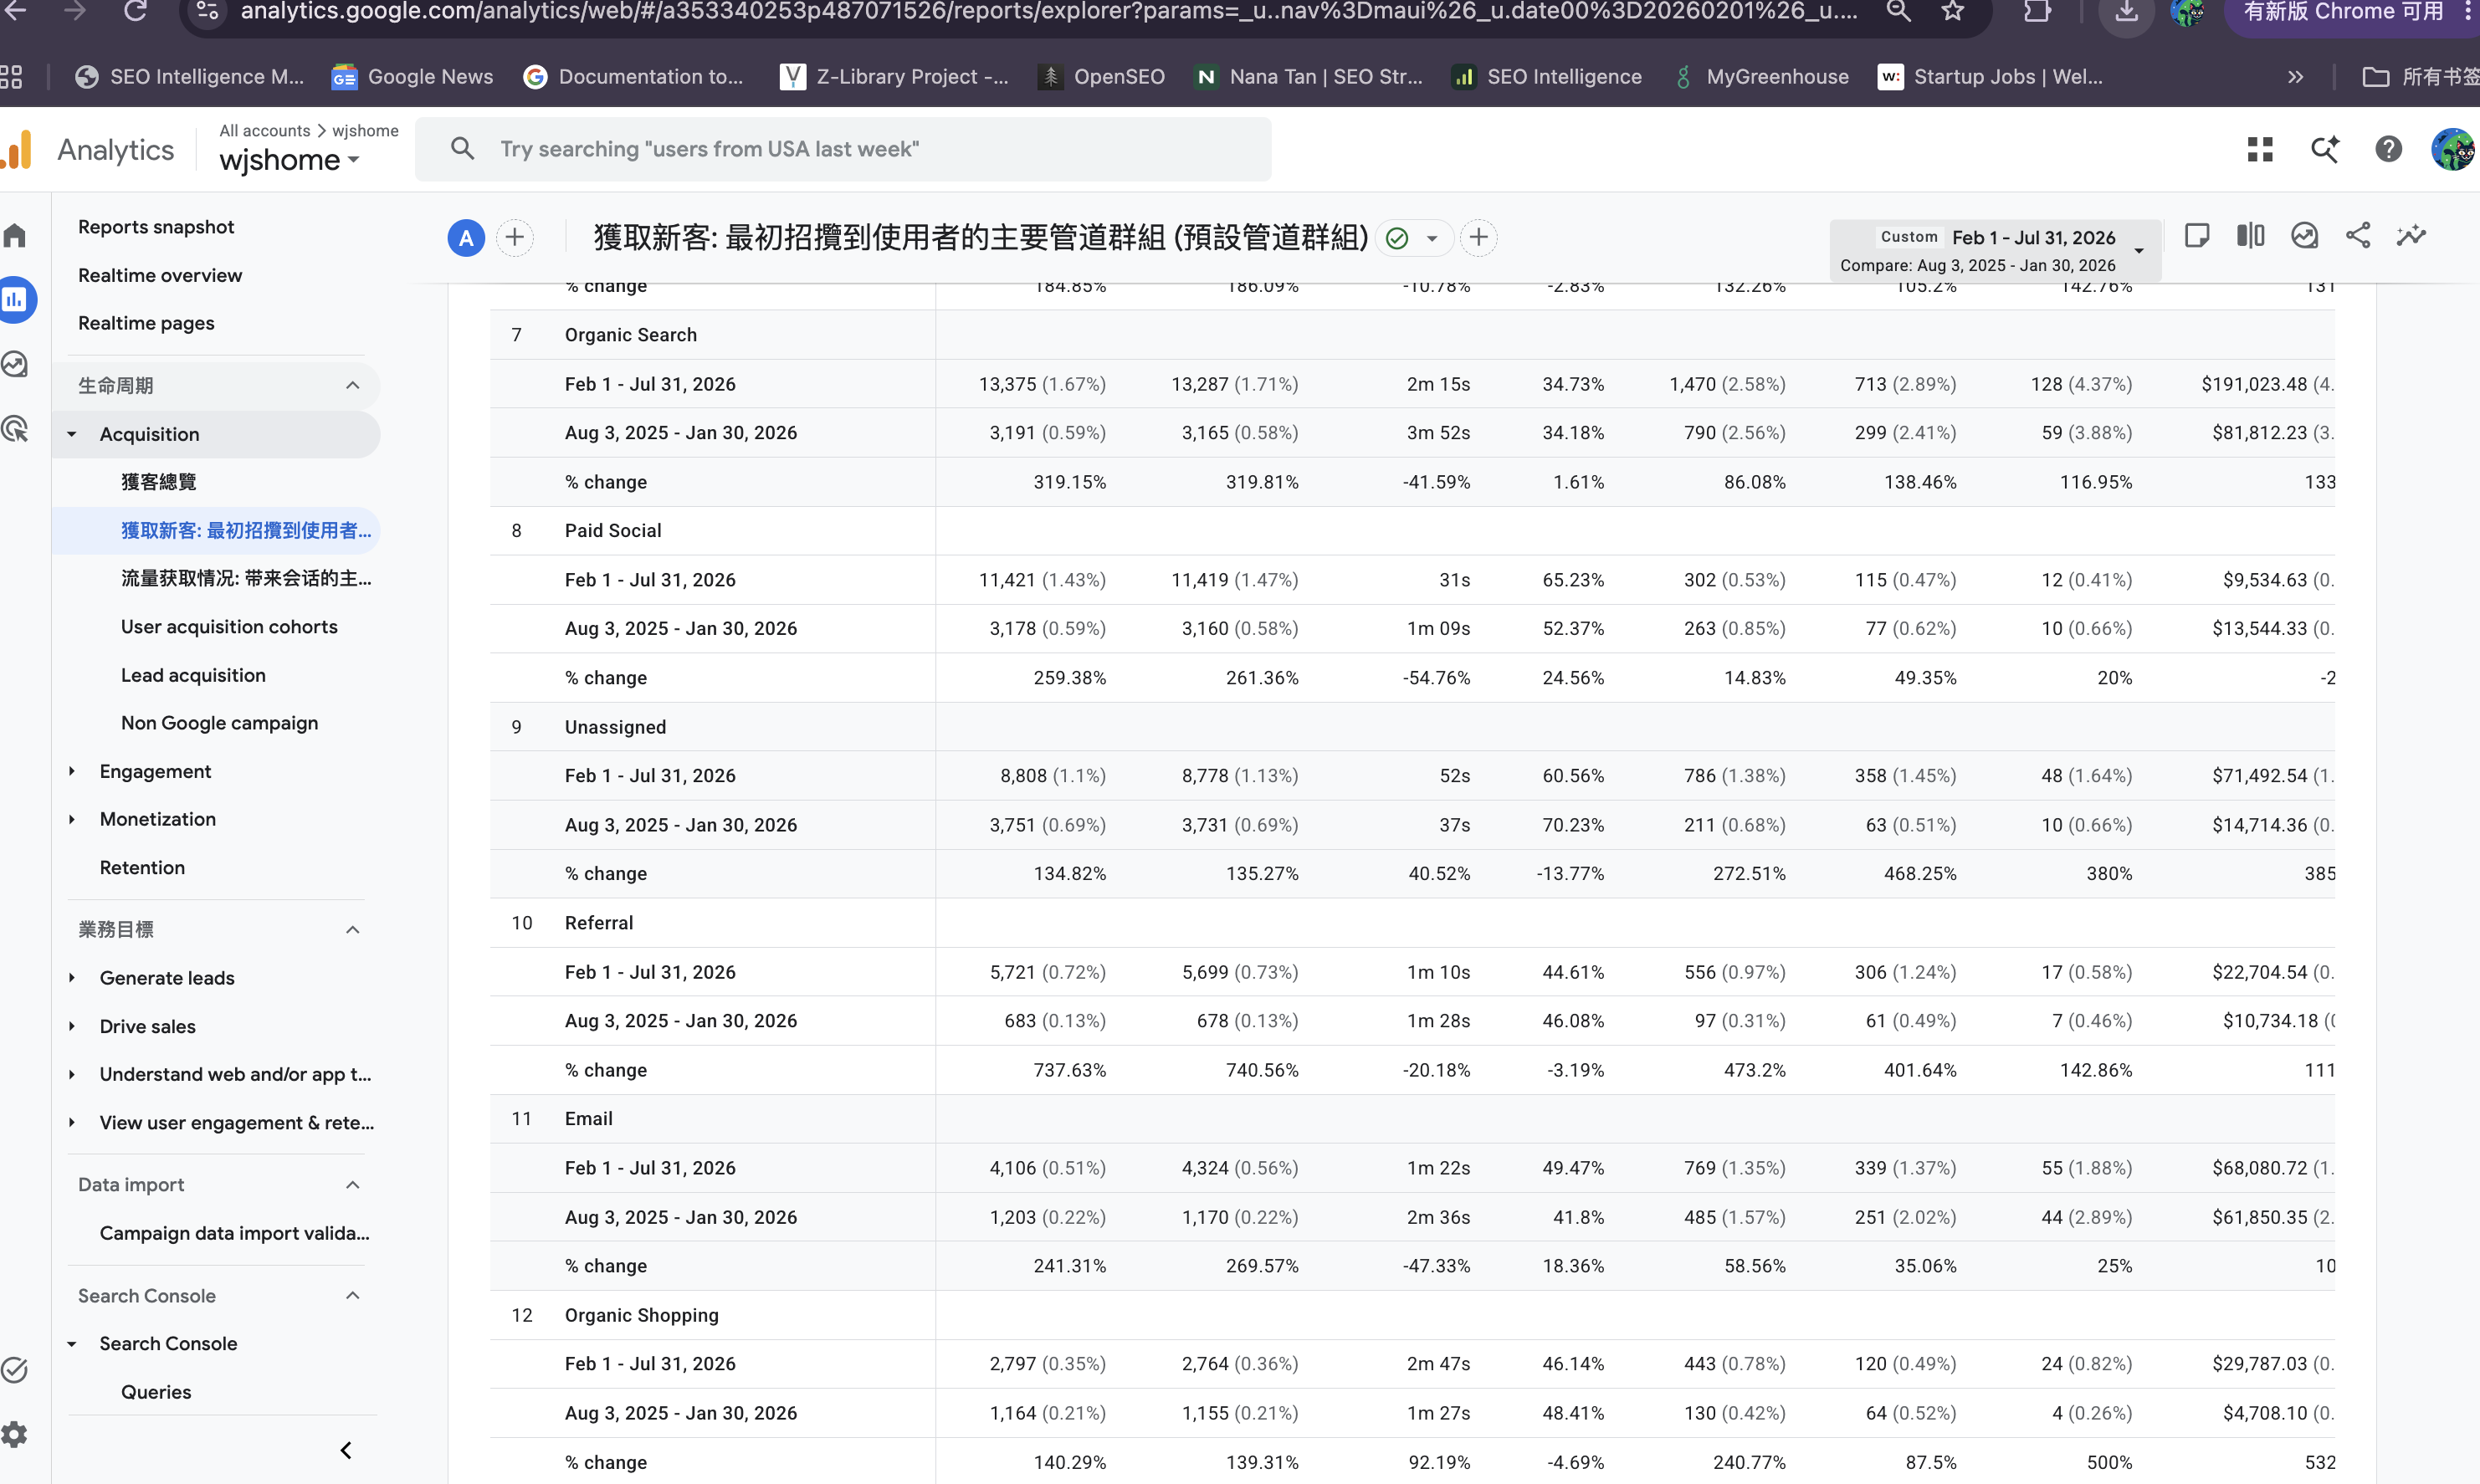 analytics.google.com/analytics/web/#/a353340253p487071526/reports/explorer?params=_u..nav%3Dmaui%26_u.date00%3D20260201%26_u....
有新版 Chrome 可用
SEO Intelligence M...
Google News
Documentation to...
Z-Library Project -...
OpenSEO
Nana Tan | SEO Str...
SEO Intelligence
MyGreenhouse
Startup Jobs | Wel...
所有书签
Analytics
All accounts > wjshome
wjshome
Try searching "users from USA last week"
Reports snapshot
Realtime overview
Realtime pages
生命周期
Acquisition
獲客總覽
獲取新客: 最初招攬到使用者...
流量获取情况: 带来会话的主...
User acquisition cohorts
Lead acquisition
Non Google campaign
Engagement
Monetization
Retention
業務目標
Generate leads
Drive sales
Understand web and/or app t...
View user engagement & rete...
Data import
Campaign data import valida...
Search Console
Search Console
Queries
A
獲取新客: 最初招攬到使用者的主要管道群組 (預設管道群組)
Custom Feb 1 - Jul 31, 2026
Compare: Aug 3, 2025 - Jan 30, 2026
% change 184.85% 186.09% -10.78% -2.83% 132.26% 105.2% 142.76% 131
7 Organic Search
Feb 1 - Jul 31, 2026 13,375 (1.67%) 13,287 (1.71%) 2m 15s 34.73% 1,470 (2.58%) 713 (2.89%) 128 (4.37%) $191,023.48 (4.
Aug 3, 2025 - Jan 30, 2026 3,191 (0.59%) 3,165 (0.58%) 3m 52s 34.18% 790 (2.56%) 299 (2.41%) 59 (3.88%) $81,812.23 (3.
% change 319.15% 319.81% -41.59% 1.61% 86.08% 138.46% 116.95% 133
8 Paid Social
Feb 1 - Jul 31, 2026 11,421 (1.43%) 11,419 (1.47%) 31s 65.23% 302 (0.53%) 115 (0.47%) 12 (0.41%) $9,534.63 (0.
Aug 3, 2025 - Jan 30, 2026 3,178 (0.59%) 3,160 (0.58%) 1m 09s 52.37% 263 (0.85%) 77 (0.62%) 10 (0.66%) $13,544.33 (0.
% change 259.38% 261.36% -54.76% 24.56% 14.83% 49.35% 20% -2
9 Unassigned
Feb 1 - Jul 31, 2026 8,808 (1.1%) 8,778 (1.13%) 52s 60.56% 786 (1.38%) 358 (1.45%) 48 (1.64%) $71,492.54 (1.
Aug 3, 2025 - Jan 30, 2026 3,751 (0.69%) 3,731 (0.69%) 37s 70.23% 211 (0.68%) 63 (0.51%) 10 (0.66%) $14,714.36 (0.
% change 134.82% 135.27% 40.52% -13.77% 272.51% 468.25% 380% 385
10 Referral
Feb 1 - Jul 31, 2026 5,721 (0.72%) 5,699 (0.73%) 1m 10s 44.61% 556 (0.97%) 306 (1.24%) 17 (0.58%) $22,704.54 (0.
Aug 3, 2025 - Jan 30, 2026 683 (0.13%) 678 (0.13%) 1m 28s 46.08% 97 (0.31%) 61 (0.49%) 7 (0.46%) $10,734.18 (0
% change 737.63% 740.56% -20.18% -3.19% 473.2% 401.64% 142.86% 111
11 Email
Feb 1 - Jul 31, 2026 4,106 (0.51%) 4,324 (0.56%) 1m 22s 49.47% 769 (1.35%) 339 (1.37%) 55 (1.88%) $68,080.72 (1.
Aug 3, 2025 - Jan 30, 2026 1,203 (0.22%) 1,170 (0.22%) 2m 36s 41.8% 485 (1.57%) 251 (2.02%) 44 (2.89%) $61,850.35 (2.
% change 241.31% 269.57% -47.33% 18.36% 58.56% 35.06% 25% 10
12 Organic Shopping
Feb 1 - Jul 31, 2026 2,797 (0.35%) 2,764 (0.36%) 2m 47s 46.14% 443 (0.78%) 120 (0.49%) 24 (0.82%) $29,787.03 (0.
Aug 3, 2025 - Jan 30, 2026 1,164 (0.21%) 1,155 (0.21%) 1m 27s 48.41% 130 (0.42%) 64 (0.52%) 4 (0.26%) $4,708.10 (0.
% change 140.29% 139.31% 92.19% -4.69% 240.77% 87.5% 500% 532